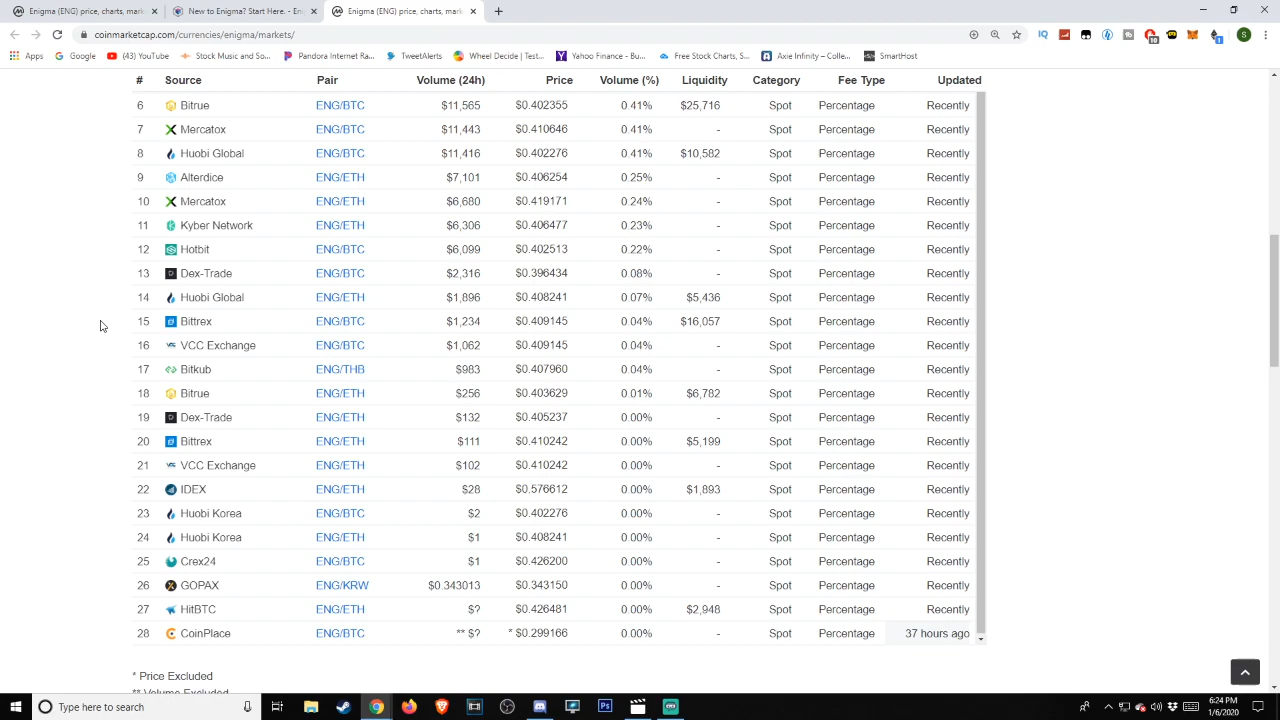 Enigma (ENG) price, charts, mark
New to Enigma? Start Here. - Eni
Enigma (ENG) price, charts, mark
coinmarketcap.com/currencies/enigma/markets/
Apps Google (43) YouTube Stock Music and So... Pandora Internet Ra... TweetAlerts Wheel Decide | Test... Yahoo Finance - Bu... Free Stock Charts, S... Axie Infinity – Colle... SmartHost
# Source Pair Volume (24h) Price Volume (%) Liquidity Category Fee Type Updated
6 Bitrue ENG/BTC $11,565 $0.402355 0.41% $25,716 Spot Percentage Recently
7 Mercatox ENG/BTC $11,443 $0.410646 0.41% - Spot Percentage Recently
8 Huobi Global ENG/BTC $11,416 $0.402276 0.41% $10,582 Spot Percentage Recently
9 Alterdice ENG/ETH $7,101 $0.406254 0.25% - Spot Percentage Recently
10 Mercatox ENG/ETH $6,680 $0.419171 0.24% - Spot Percentage Recently
11 Kyber Network ENG/ETH $6,306 $0.406477 0.23% - Spot Percentage Recently
12 Hotbit ENG/BTC $6,099 $0.402513 0.22% - Spot Percentage Recently
13 Dex-Trade ENG/BTC $2,316 $0.396434 0.08% - Spot Percentage Recently
14 Huobi Global ENG/ETH $1,896 $0.408241 0.07% $5,436 Spot Percentage Recently
15 Bittrex ENG/BTC $1,234 $0.409145 0.04% $16,057 Spot Percentage Recently
16 VCC Exchange ENG/BTC $1,062 $0.409145 0.04% - Spot Percentage Recently
17 Bitkub ENG/THB $983 $0.407960 0.04% - Spot Percentage Recently
18 Bitrue ENG/ETH $256 $0.403629 0.01% $6,782 Spot Percentage Recently
19 Dex-Trade ENG/ETH $132 $0.405237 0.00% - Spot Percentage Recently
20 Bittrex ENG/ETH $111 $0.410242 0.00% $5,199 Spot Percentage Recently
21 VCC Exchange ENG/ETH $102 $0.410242 0.00% - Spot Percentage Recently
22 IDEX ENG/ETH $28 $0.576612 0.00% $1,893 Spot Percentage Recently
23 Huobi Korea ENG/BTC $2 $0.402276 0.00% - Spot Percentage Recently
24 Huobi Korea ENG/ETH $1 $0.408241 0.00% - Spot Percentage Recently
25 Crex24 ENG/BTC $1 $0.426200 0.00% - Spot Percentage Recently
26 GOPAX ENG/KRW $0.343013 $0.343150 0.00% - Spot Percentage Recently
27 HitBTC ENG/ETH $? $0.426481 0.00% $2,948 Spot Percentage Recently
28 CoinPlace ENG/BTC ** $? * $0.299166 0.00% - Spot Percentage 37 hours ago
* Price Excluded
** Volume Excluded
Type here to search
6:24 PM
1/6/2020